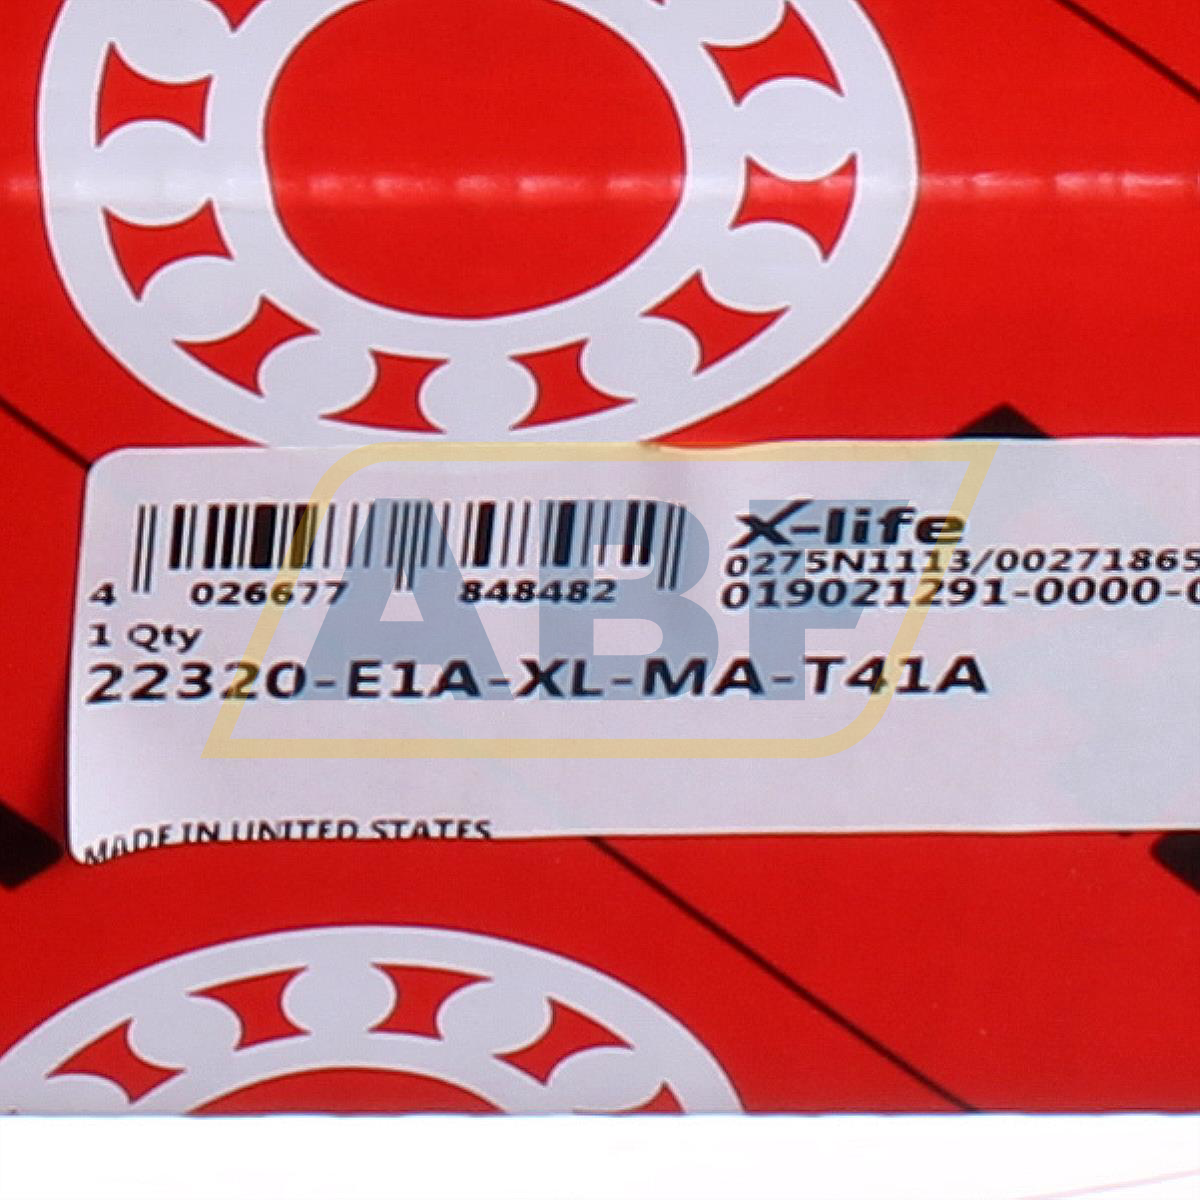 X-life
0275N1113/00271865
019021291-0000-0
4 026677 848482
1 Qty
22320-E1A-XL-MA-T41A
MADE IN UNITED STATES
ABF